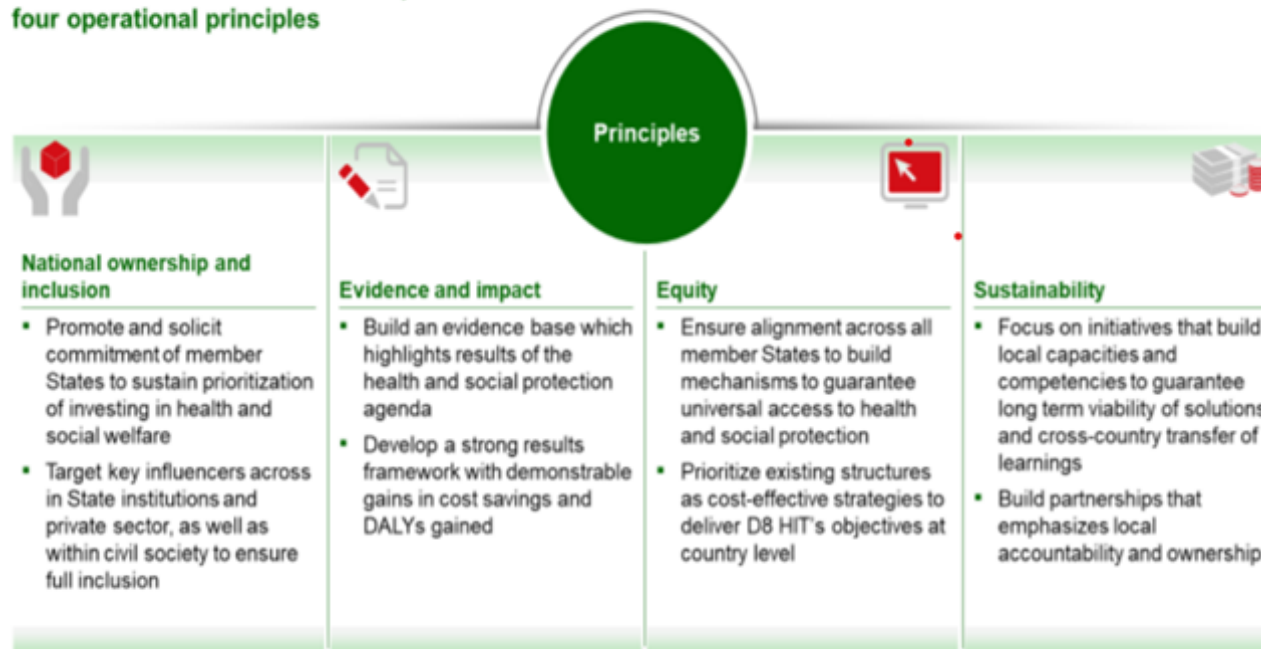 four operational principles
Principles
National ownership and
inclusion
▪ Promote and solicit
commitment of member
States to sustain prioritization
of investing in health and
social welfare
▪ Target key influencers across
in State institutions and
private sector, as well as
within civil society to ensure
full inclusion
Evidence and impact
▪ Build an evidence base which
highlights results of the
health and social protection
agenda
▪ Develop a strong results
framework with demonstrable
gains in cost savings and
DALYs gained
Equity
▪ Ensure alignment across all
member States to build
mechanisms to guarantee
universal access to health
and social protection
▪ Prioritize existing structures
as cost-effective strategies to
deliver D8 HIT's objectives at
country level
Sustainability
▪ Focus on initiatives that build
local capacities and
competencies to guarantee
long term viability of solutions
and cross-country transfer of
learnings
▪ Build partnerships that
emphasizes local
accountability and ownership